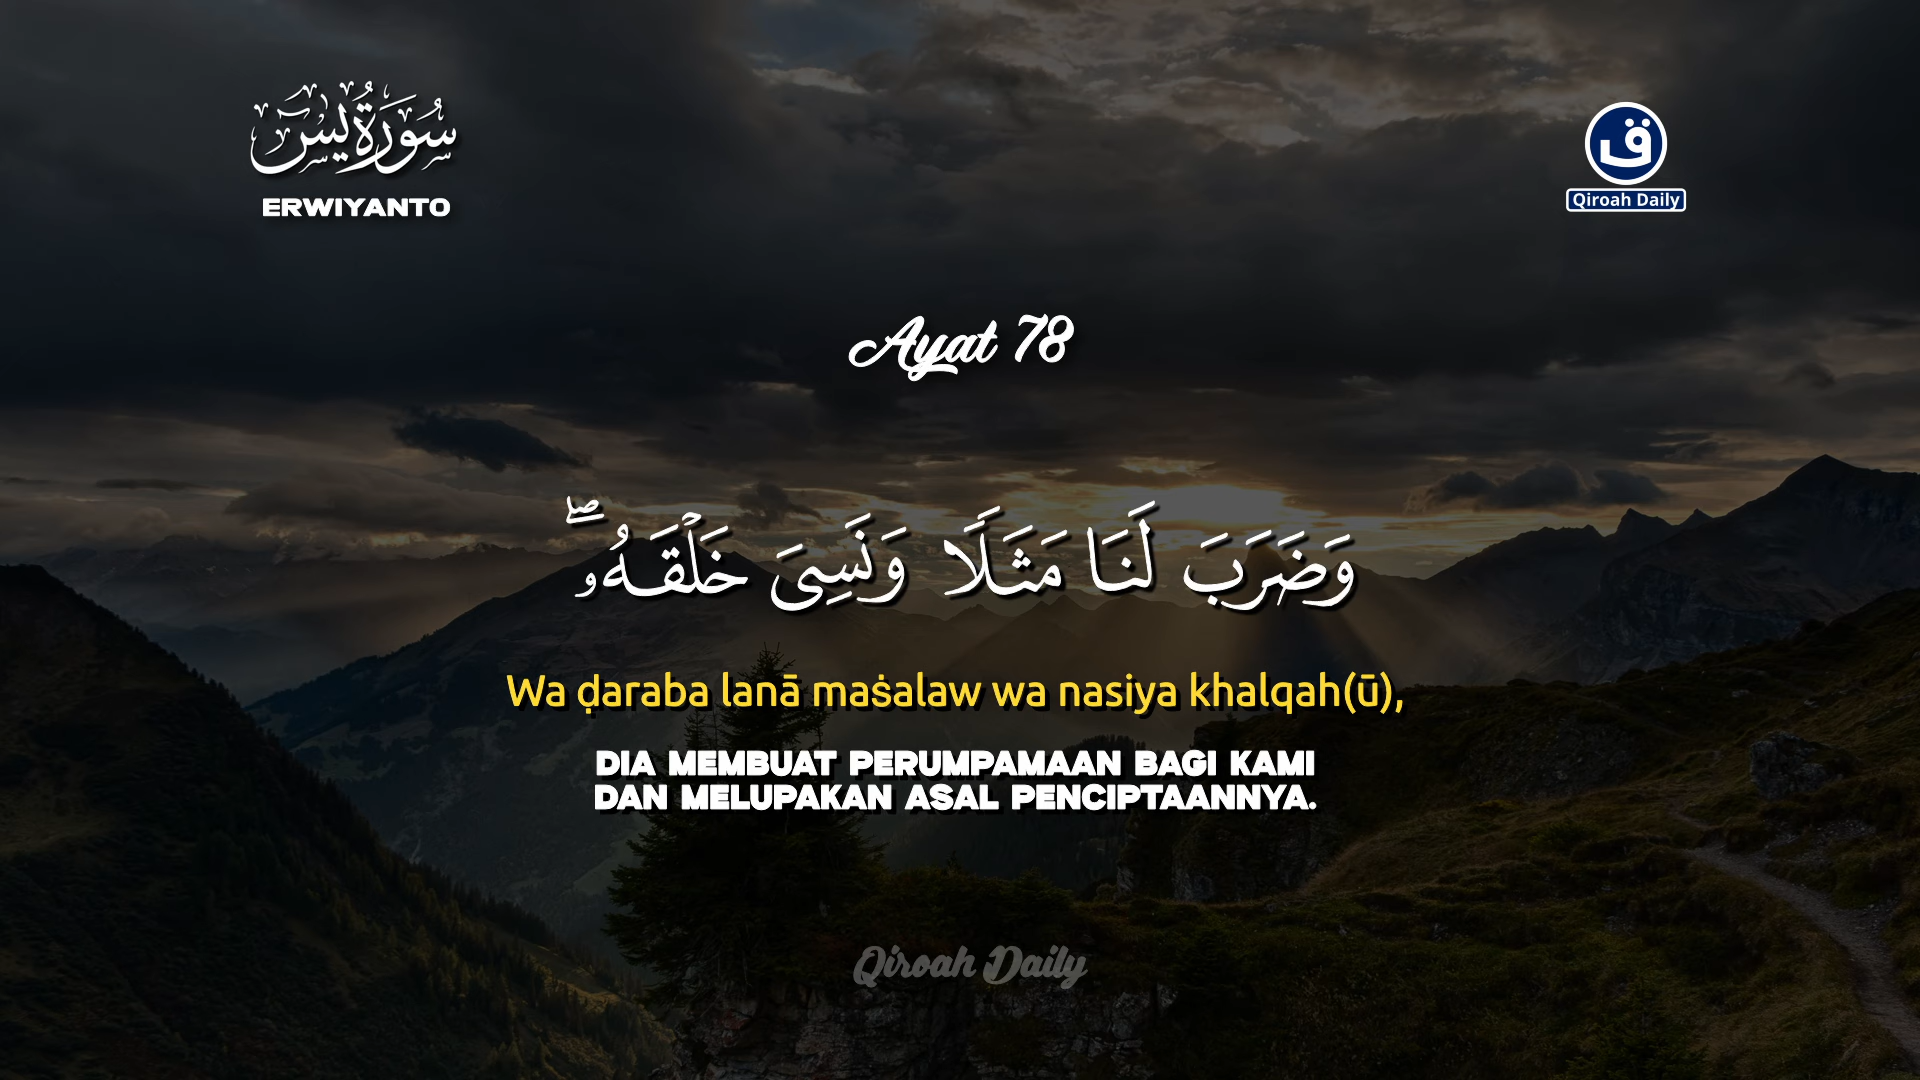 سُورَةُ يس
ERWIYANTO
ق
Qiroah Daily
Ayat 78
وَضَرَبَ لَنَا مَثَلًا وَنَسِىَ خَلْقَهُۥ ۖ
Wa ḍaraba lanā maṡalaw wa nasiya khalqah(ū),
DIA MEMBUAT PERUMPAMAAN BAGI KAMI
DAN MELUPAKAN ASAL PENCIPTAANNYA.
Qiroah Daily